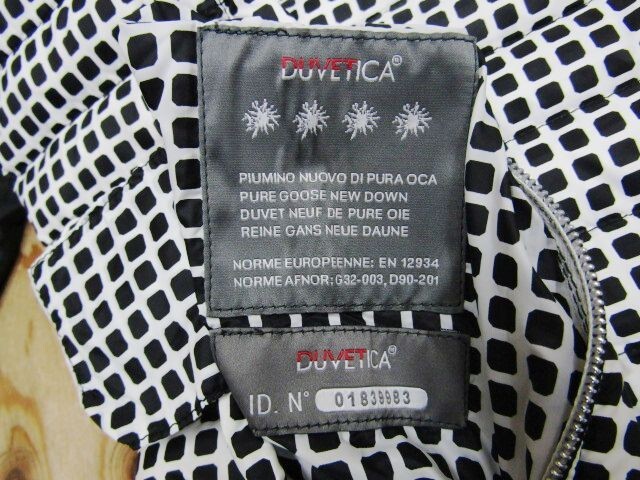 DUVETICA®
PIUMINO NUOVO DI PURA OCA
PURE GOOSE NEW DOWN
DUVET NEUF DE PURE OIE
REINE GANS NEUE DAUNE
NORME EUROPEENNE: EN 12934
NORME AFNOR: G32-003, D90-201
DUVETICA®
ID. N° 01839983